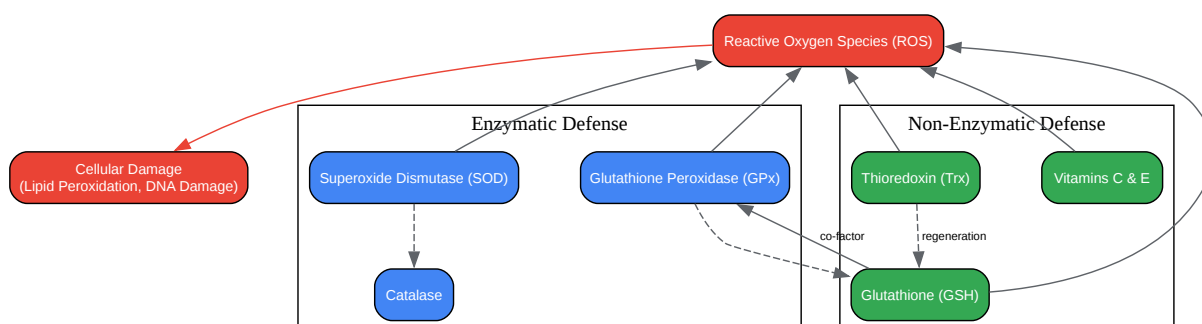 Reactive Oxygen Species (ROS)
Enzymatic Defense
Non-Enzymatic Defense
Cellular Damage
(Lipid Peroxidation, DNA Damage)
Superoxide Dismutase (SOD)
Glutathione Peroxidase (GPx)
Thioredoxin (Trx)
Vitamins C & E
co-factor
regeneration
Catalase
Glutathione (GSH)